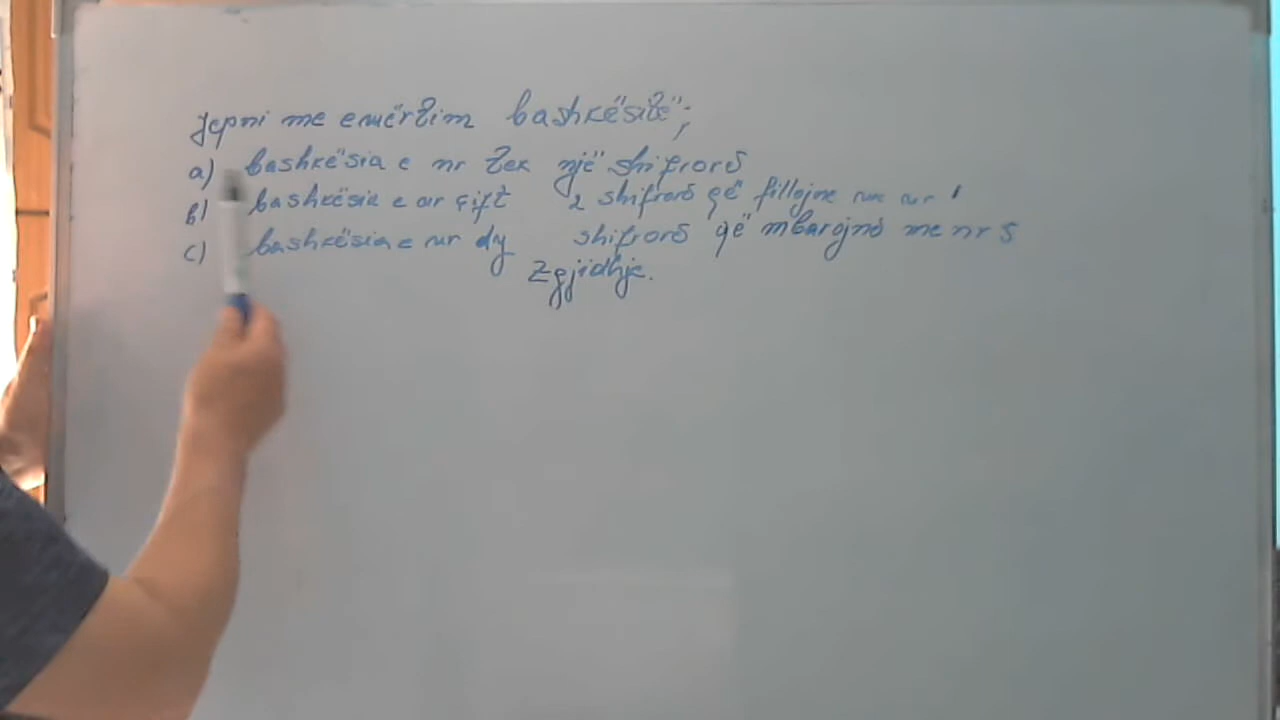 Jepni me emërtim bashkësitë;
a) bashkësia e nr tek një shifrorë
b) bashkësia e nr çift 2 shifrorë që fillojnë me nr 1
c) bashkësia e nr dy shifrorë që mbarojnë me nr 5
Zgjidhje.